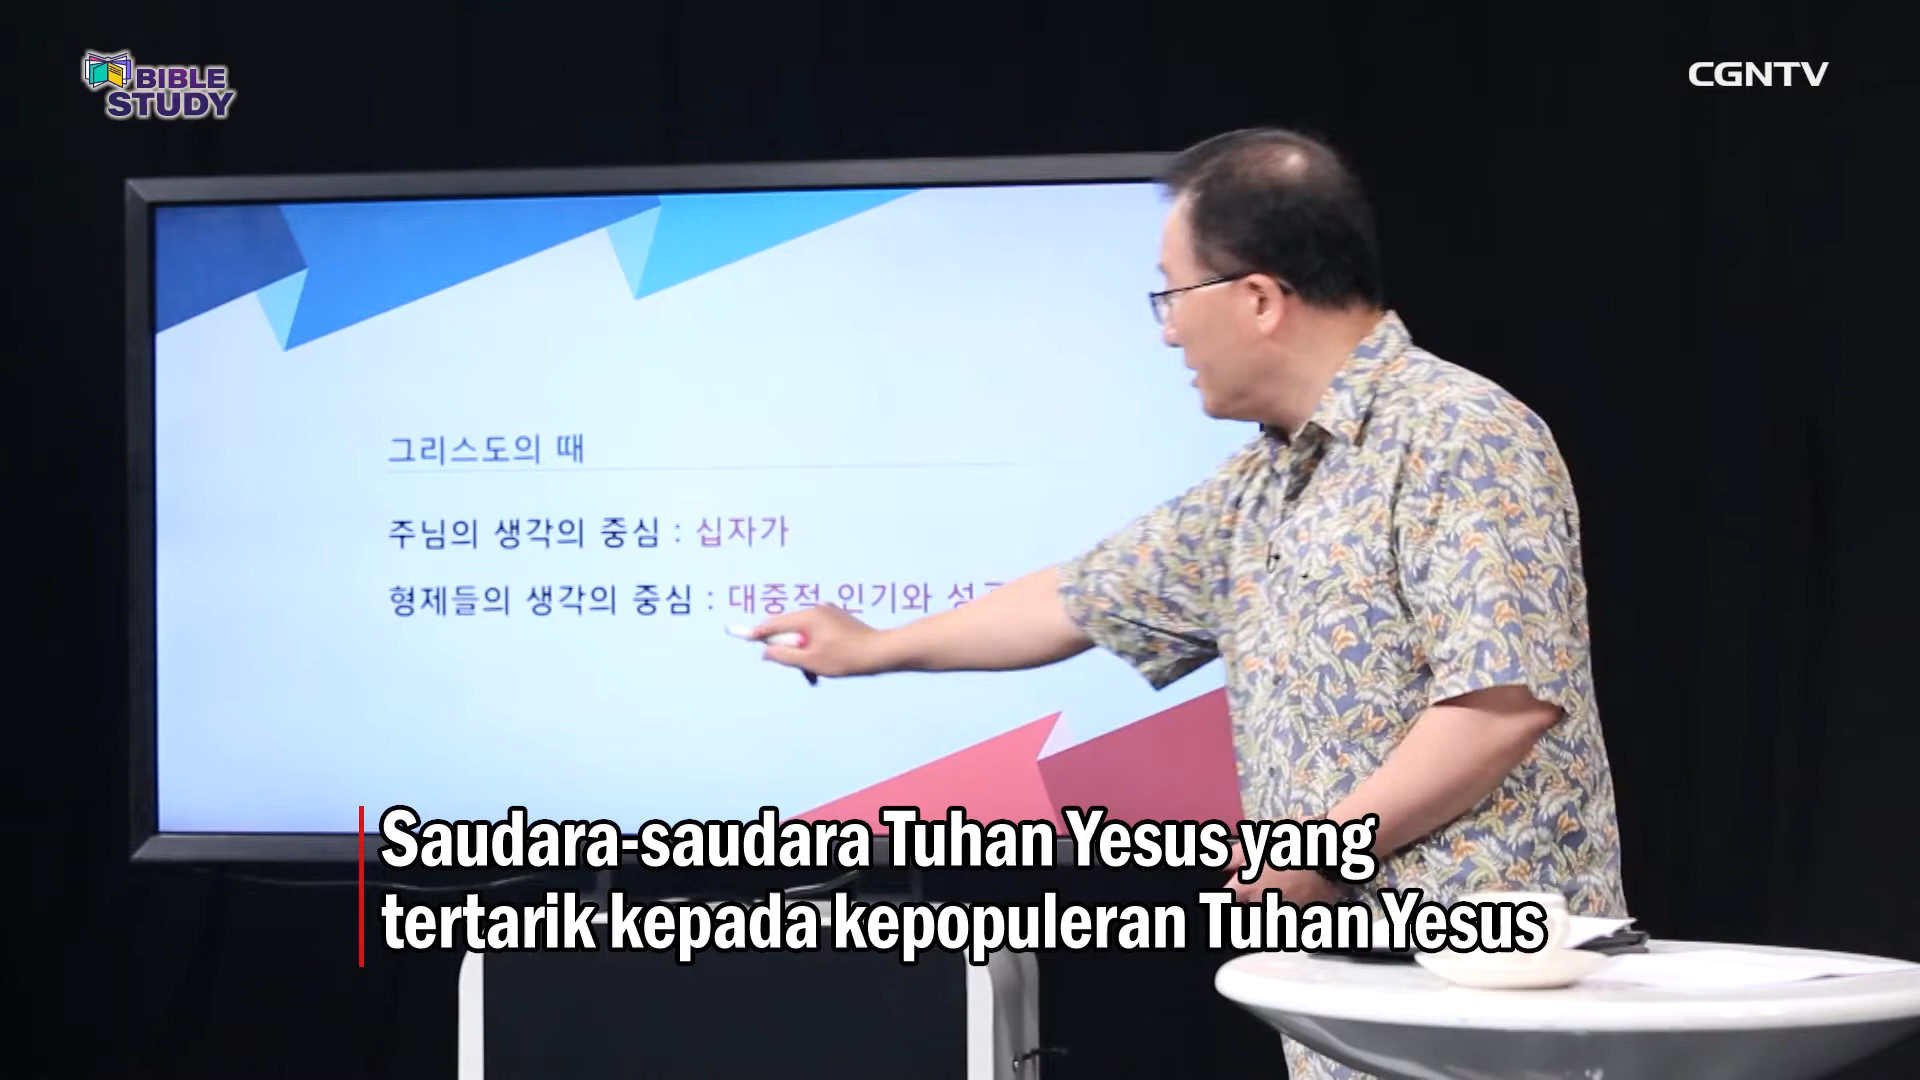 BIBLE
STUDY
CGNTV
그리스도의 때
주님의 생각의 중심 : 십자가
형제들의 생각의 중심 : 대중적 인기와
Saudara-saudara Tuhan Yesus yang
tertarik kepada kepopuleran Tuhan Yesus